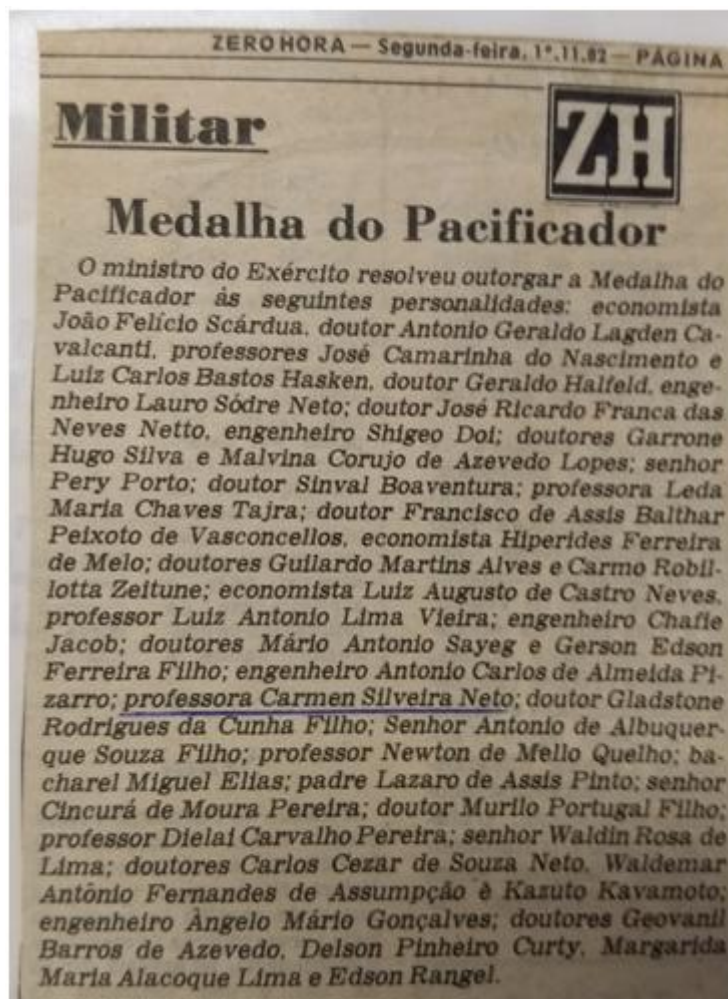 ZERO HORA — Segunda-feira, 1º.11.82 — PÁGINA
Militar
ZH
Medalha do Pacificador
O ministro do Exército resolveu outorgar a Medalha do
Pacificador às seguintes personalidades: economista
João Felício Scárdua, doutor Antonio Geraldo Lagden Ca-
valcanti, professores José Camarinha do Nascimento e
Luiz Carlos Bastos Hasken, doutor Geraldo Halfeld, enge-
nheiro Lauro Sódre Neto; doutor José Ricardo Franca das
Neves Netto, engenheiro Shigeo Doi; doutores Garrone
Hugo Silva e Malvina Corujo de Azevedo Lopes; senhor
Pery Porto; doutor Sinval Boaventura; professora Leda
Maria Chaves Tajra; doutor Francisco de Assis Balthar
Peixoto de Vasconcellos, economista Hiperides Ferreira
de Melo; doutores Guilardo Martins Alves e Carmo Robil-
lotta Zeitune; economista Luiz Augusto de Castro Neves,
professor Luiz Antonio Lima Vieira; engenheiro Chafie
Jacob; doutores Mário Antonio Sayeg e Gerson Edson
Ferreira Filho; engenheiro Antonio Carlos de Almeida Pi-
zarro; professora Carmen Silveira Neto; doutor Gladstone
Rodrigues da Cunha Filho; Senhor Antonio de Albuquer-
que Souza Filho; professor Newton de Mello Quelho; ba-
charel Miguel Elias; padre Lazaro de Assis Pinto; senhor
Cincurá de Moura Pereira; doutor Murilo Portugal Filho,
professor Dielai Carvalho Pereira; senhor Waldin Rosa de
Lima; doutores Carlos Cezar de Souza Neto, Waldemar
Antônio Fernandes de Assumpção è Kazuto Kavamoto;
engenheiro Àngelo Mário Gonçalves; doutores Geovanil
Barros de Azevedo, Delson Pinheiro Curty, Margarida
Maria Alacoque Lima e Edson Rangel.